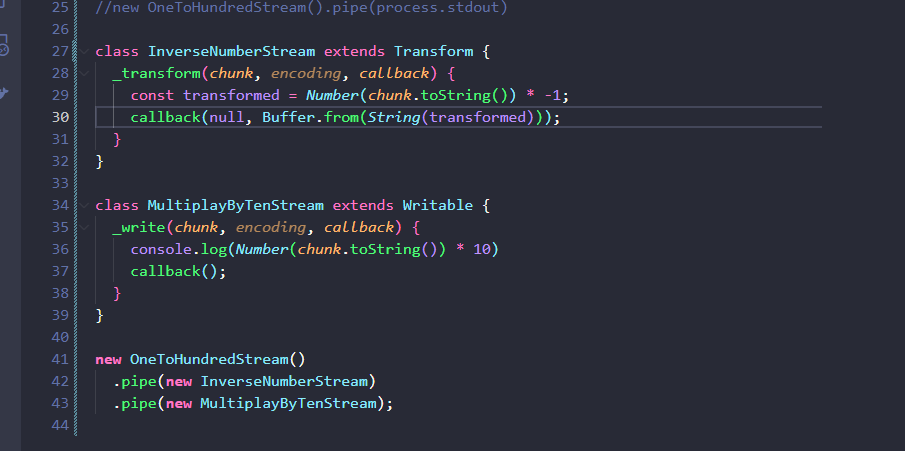 25 //new OneToHundredStream().pipe(process.stdout)
26
27 class InverseNumberStream extends Transform {
28 _transform(chunk, encoding, callback) {
29 const transformed = Number(chunk.toString()) * -1;
30 callback(null, Buffer.from(String(transformed)));
31 }
32 }
33
34 class MultiplayByTenStream extends Writable {
35 _write(chunk, encoding, callback) {
36 console.log(Number(chunk.toString()) * 10)
37 callback();
38 }
39 }
40
41 new OneToHundredStream()
42 .pipe(new InverseNumberStream)
43 .pipe(new MultiplayByTenStream);
44